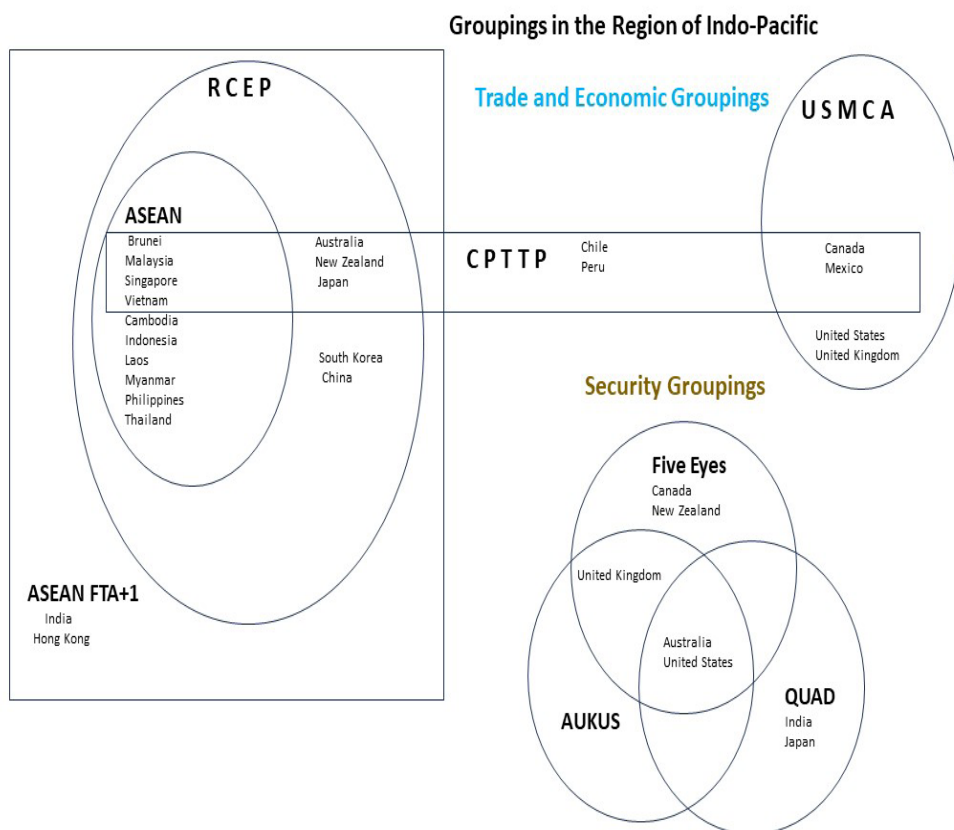 Groupings in the Region of Indo-Pacific
R C E P
Trade and Economic Groupings
U S M C A
ASEAN
Brunei
Malaysia
Singapore
Vietnam
Cambodia
Indonesia
Laos
Myanmar
Philippines
Thailand
Australia
New Zealand
Japan
South Korea
China
C P T T P
Chile
Peru
Canada
Mexico
United States
United Kingdom
ASEAN FTA+1
India
Hong Kong
Security Groupings
Five Eyes
Canada
New Zealand
United Kingdom
Australia
United States
AUKUS
QUAD
India
Japan